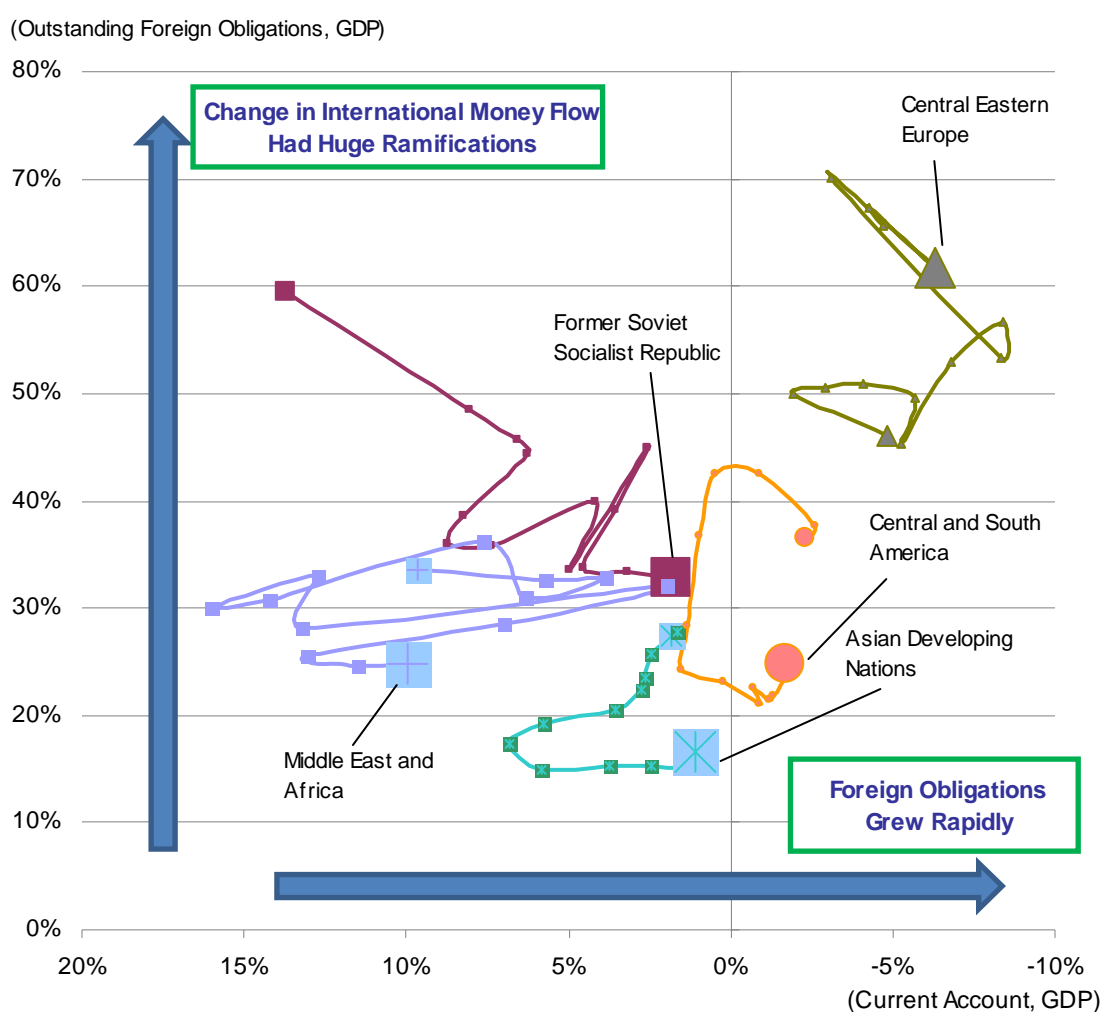 (Outstanding Foreign Obligations, GDP)
80%
Change in International Money Flow
Had Huge Ramifications
Central Eastern
Europe
70%
60%
Former Soviet
Socialist Republic
50%
40%
Central and South
America
30%
Asian Developing
Nations
20%
Middle East and
Africa
Foreign Obligations
Grew Rapidly
10%
0%
20%
15%
10%
5%
0%
-5%
-10%
(Current Account, GDP)